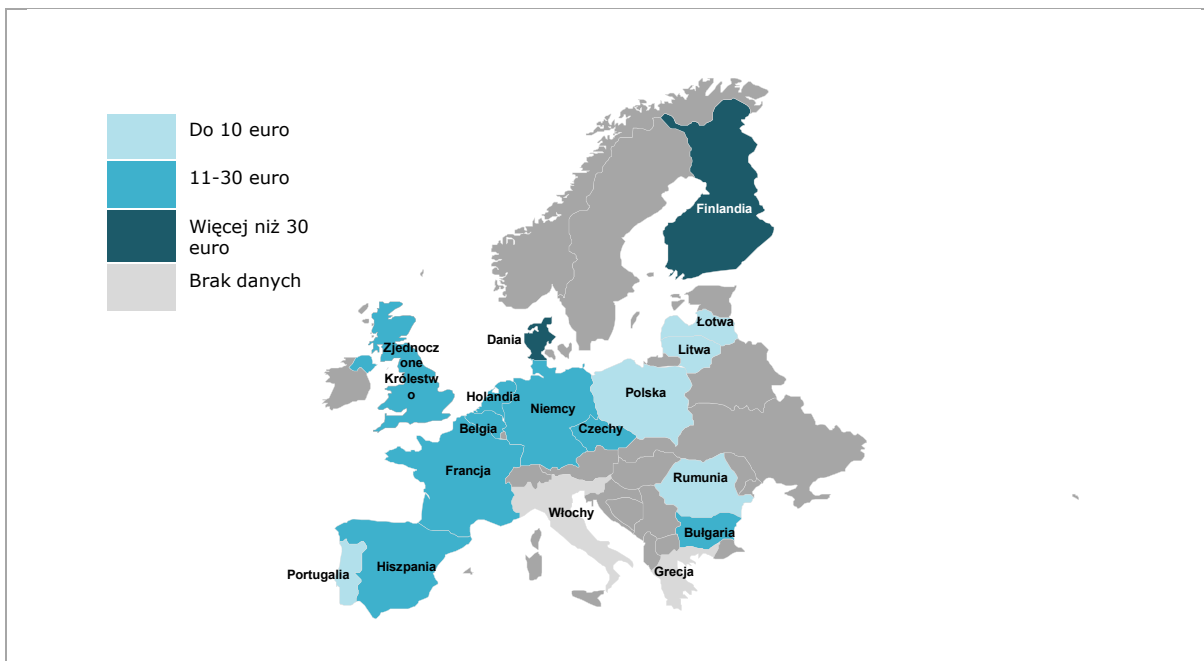 Do 10 euro
11-30 euro
Więcej niż 30
euro
Brak danych
Finlandia
Łotwa
Dania
Litwa
Zjednocz
one
Królestw
o
Holandia
Polska
Niemcy
Belgia
Czechy
Francja
Rumunia
Włochy
Bułgaria
Hiszpania
Portugalia
Grecja